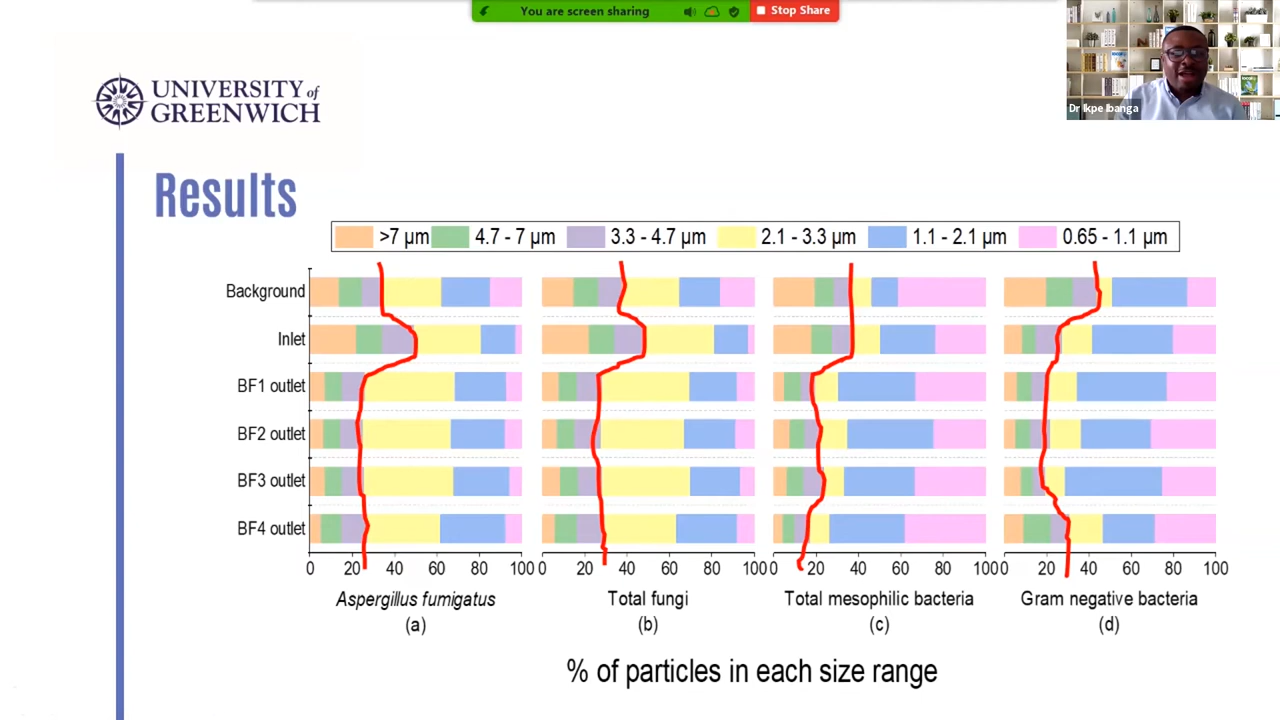 You are screen sharing
Stop Share
Dr Ikpe Ibanga
UNIVERSITY of
GREENWICH
Results
>7 µm 4.7 - 7 µm 3.3 - 4.7 µm 2.1 - 3.3 µm 1.1 - 2.1 µm 0.65 - 1.1 µm
Background
Inlet
BF1 outlet
BF2 outlet
BF3 outlet
BF4 outlet
0 20 40 60 80 100 0 20 40 60 80 100 0 20 40 60 80 100 0 20 40 60 80 100
Aspergillus fumigatus Total fungi Total mesophilic bacteria Gram negative bacteria
(a) (b) (c) (d)
% of particles in each size range